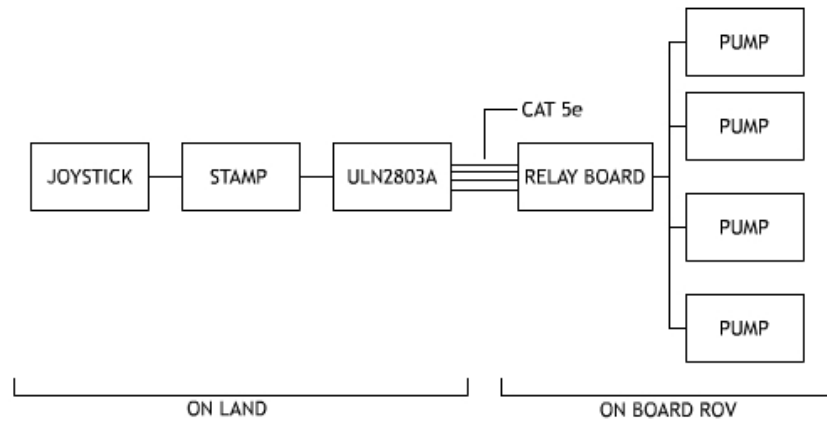 PUMP
PUMP
CAT 5e
JOYSTICK
STAMP
ULN2803A
RELAY BOARD
PUMP
PUMP
ON LAND
ON BOARD ROV